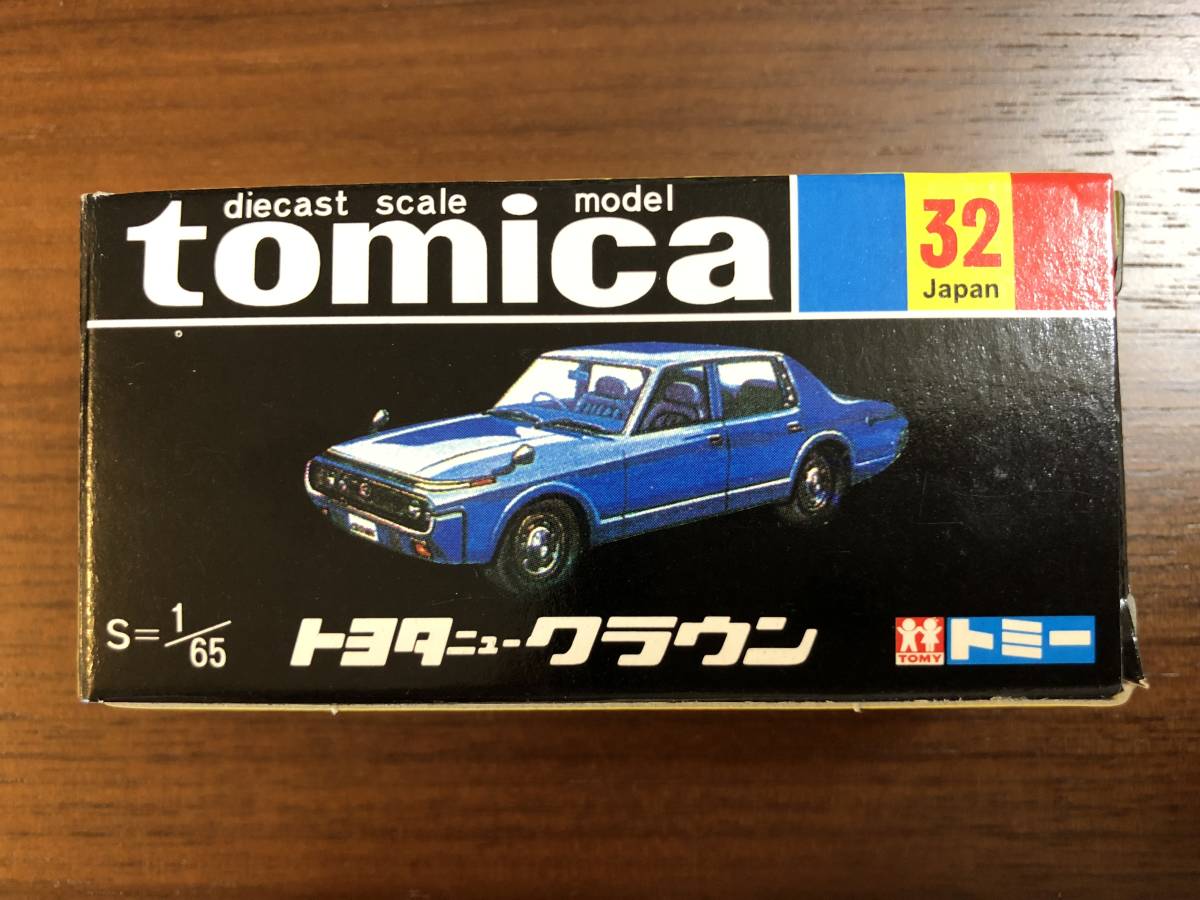 diecast scale model
tomica
32
Japan
S=1/65
トヨタニュークラウン
TOMY
トミー